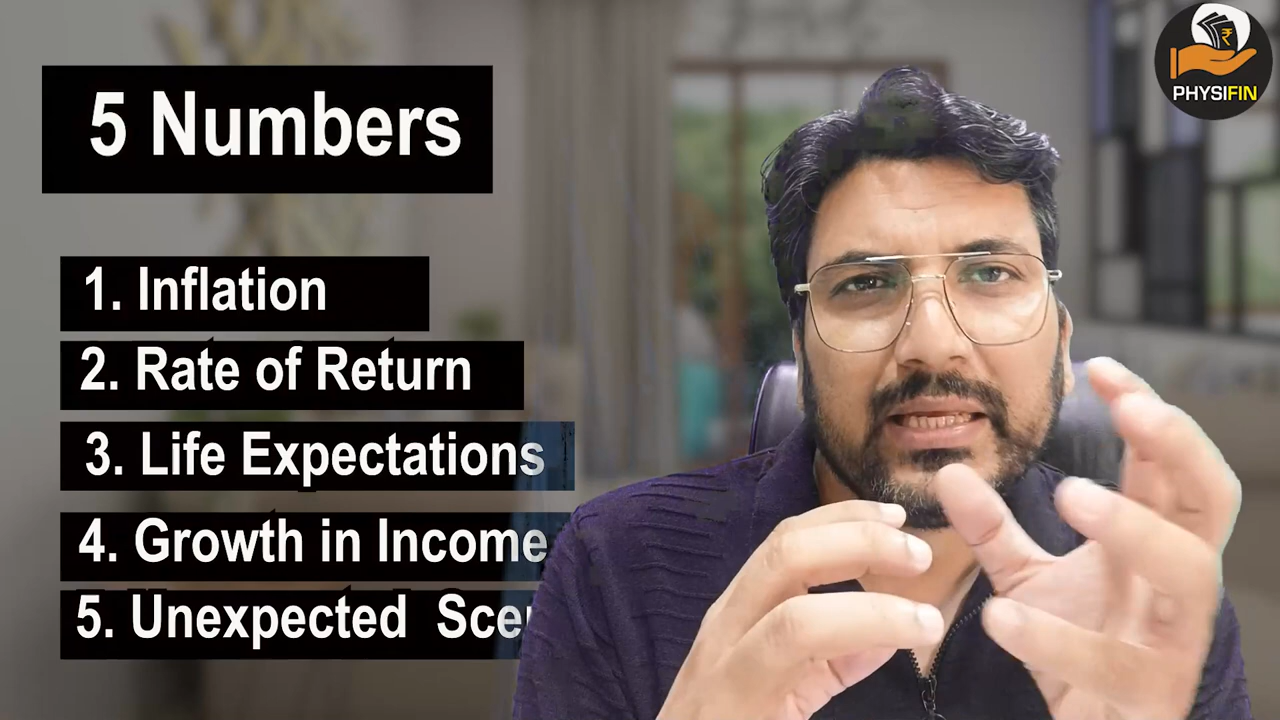 5 Numbers
1. Inflation
2. Rate of Return
3. Life Expectations
4. Growth in Income
5. Unexpected
₹
PHYSIFIN